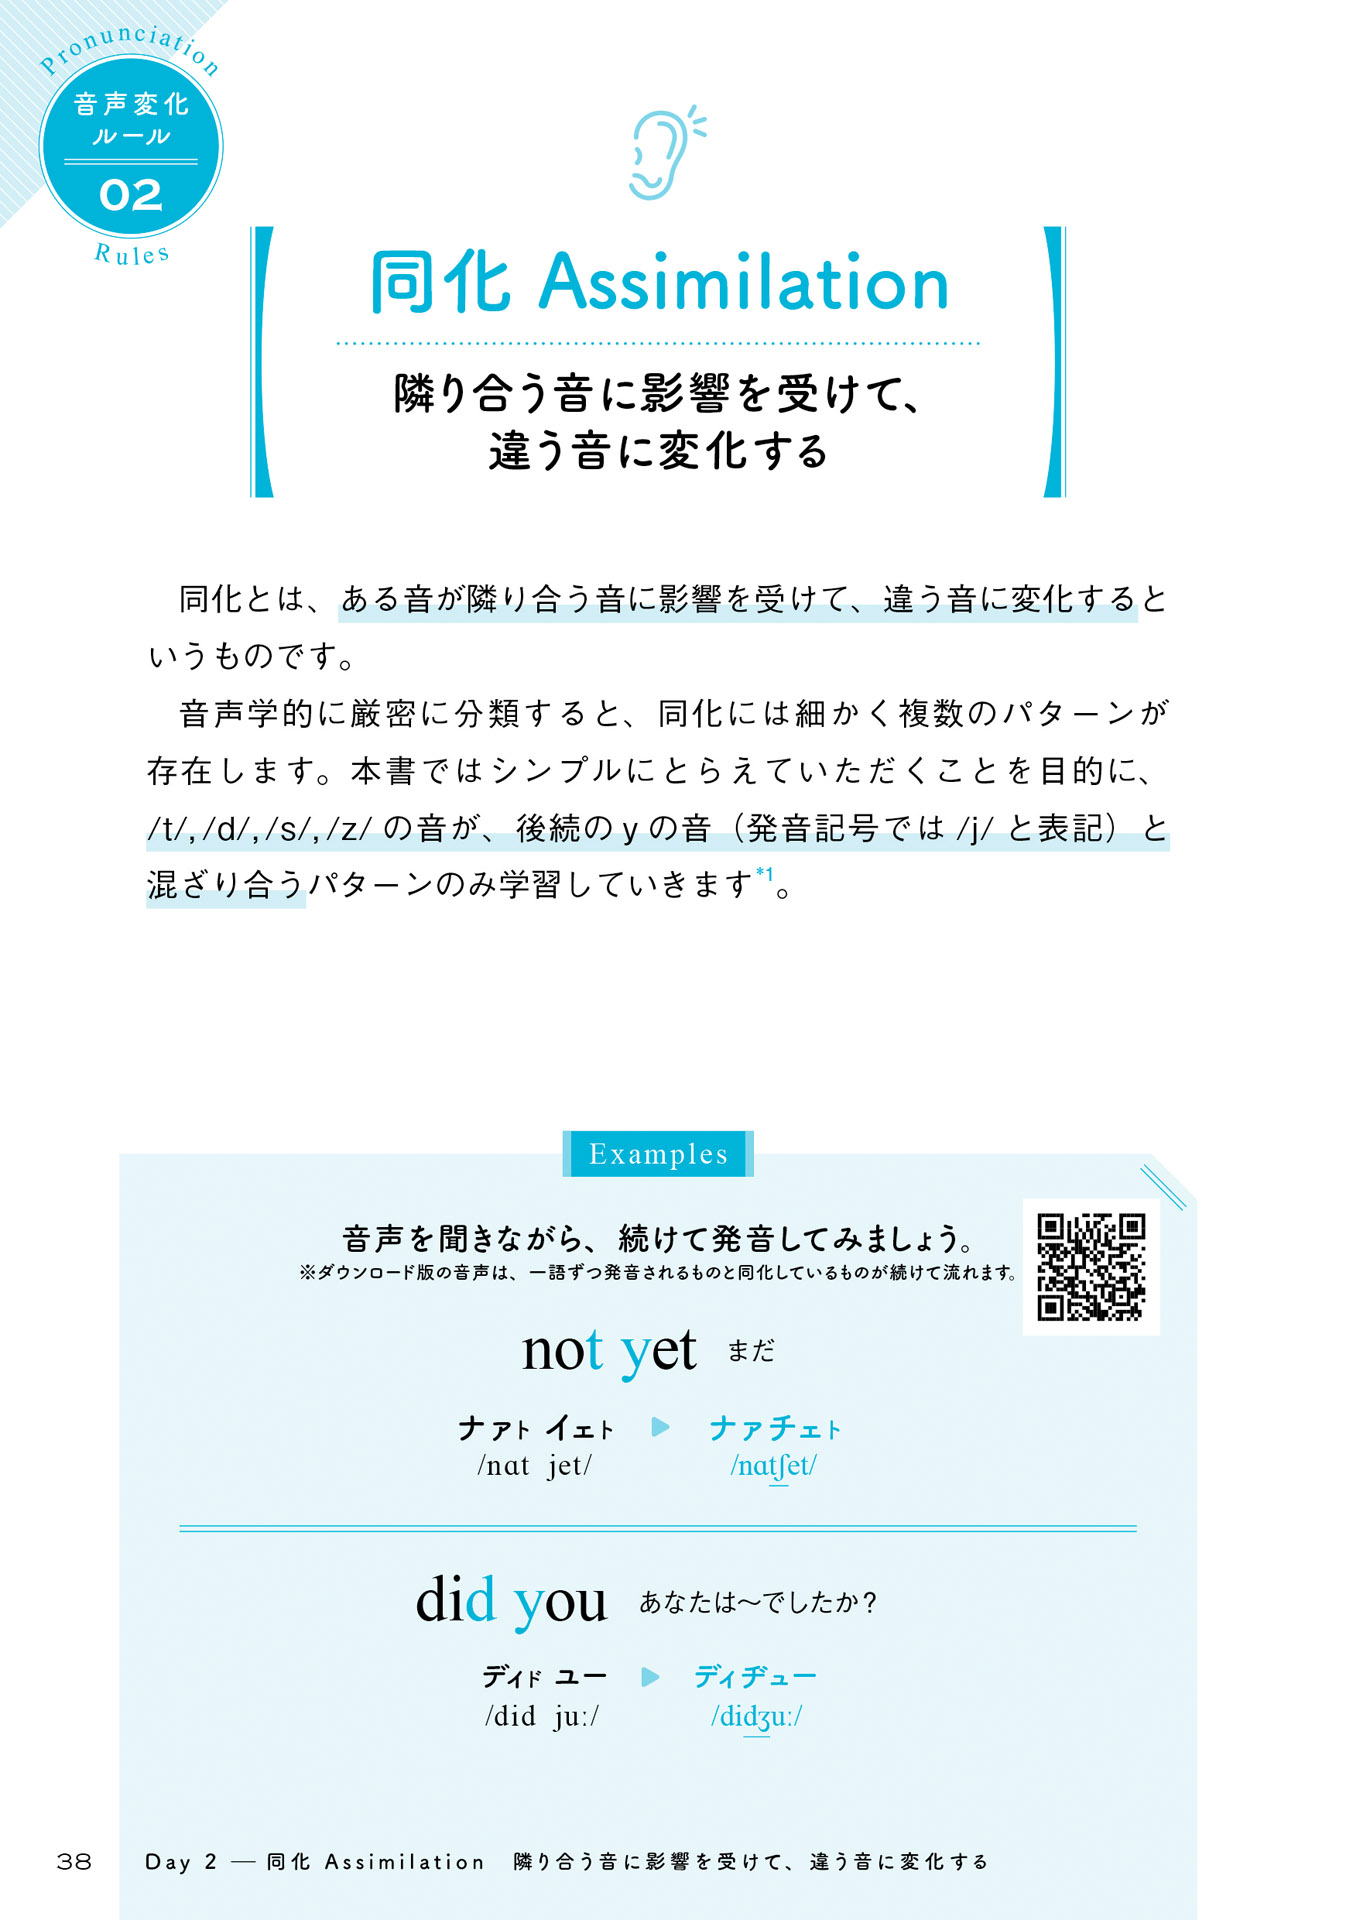 Pronunciation
音声変化
ルール
02
Rules
同化 Assimilation
隣り合う音に影響を受けて、
違う音に変化する
同化とは、ある音が隣り合う音に影響を受けて、違う音に変化すると
いうものです。
音声学的に厳密に分類すると、同化には細かく複数のパターンが
存在します。本書ではシンプルにとらえていただくことを目的に、
/t/, /d/, /s/, /z/ の音が、後続の y の音（発音記号では /j/ と表記）と
混ざり合うパターンのみ学習していきます*1。
Examples
音声を聞きながら、続けて発音してみましょう。
※ダウンロード版の音声は、一語ずつ発音されるものと同化しているものが続けて流れます。
not yet まだ
ナァト イェト ▶ ナァチェト
/nɑt jet/ /nɑtʃet/
did you あなたは〜でしたか？
ディド ユー ▶ ディヂュー
/did ju:/ /didʒu:/
38 Day 2 — 同化 Assimilation 隣り合う音に影響を受けて、違う音に変化する